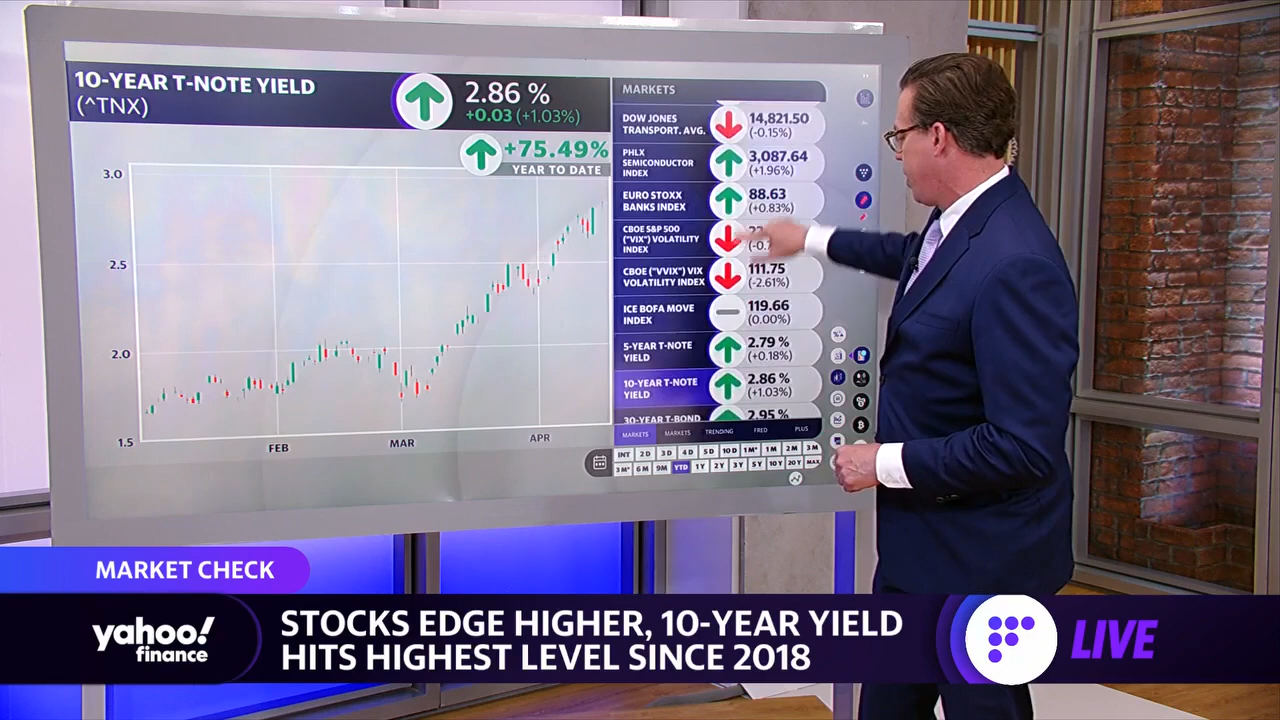 10-YEAR T-NOTE YIELD
(^TNX)
2.86 %
+0.03 (+1.03%)
+75.49%
YEAR TO DATE
3.0
2.5
2.0
1.5
FEB
MAR
APR
MARKETS
DOW JONES
TRANSPORT. AVG.
14,821.50
(-0.15%)
PHLX
SEMICONDUCTOR
INDEX
3,087.64
(+1.96%)
EURO STOXX
BANKS INDEX
88.63
(+0.83%)
CBOE S&P 500
("VIX") VOLATILITY
INDEX
CBOE ("VVIX") VIX
VOLATILITY INDEX
111.75
(-2.61%)
ICE BOFA MOVE
INDEX
119.66
(0.00%)
5-YEAR T-NOTE
YIELD
2.79 %
(+0.18%)
10-YEAR T-NOTE
YIELD
2.86 %
(+1.03%)
30-YEAR T-BOND
2.95 %
MARKETS MARKETS TRENDING FRED PLUS
INT 2D 3D 4D 5D 10D 1M* 1M 2M 3M
3M* 6M 9M YTD 1Y 2Y 3Y 5Y 10Y 20Y MAX
MARKET CHECK
yahoo!
finance
STOCKS EDGE HIGHER, 10-YEAR YIELD
HITS HIGHEST LEVEL SINCE 2018
LIVE